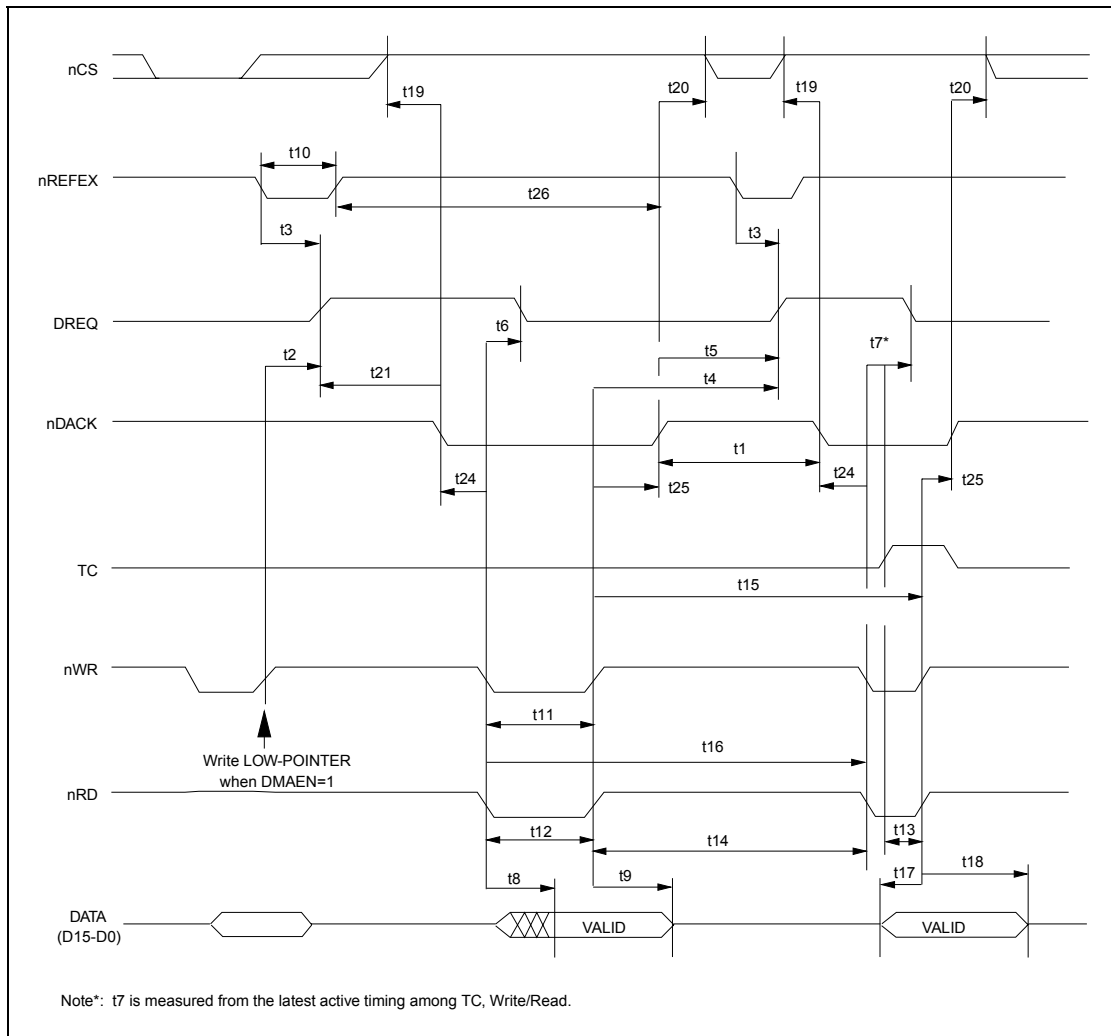 nCS
t19
t20
t19
t20
t10
nREFEX
t26
t3
t3
DREQ
t6
t7*
t2
t5
t21
t4
nDACK
t1
t24
t24
t25
t25
TC
t15
nWR
t11
Write LOW-POINTER
when DMAEN=1
t16
nRD
t12
t13
t14
t17
t18
t8
t9
DATA
(D15-D0)
VALID
VALID
Note*: t7 is measured from the latest active timing among TC, Write/Read.